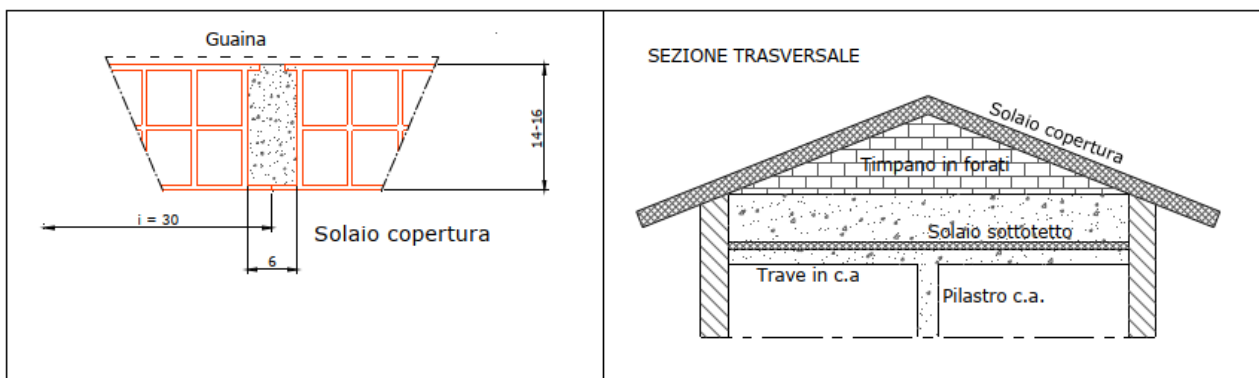 Guaina
14-16
i = 30
6
Solaio copertura
SEZIONE TRASVERSALE
Solaio copertura
Timpano in forati
Solaio sottotetto
Trave in c.a
Pilastro c.a.